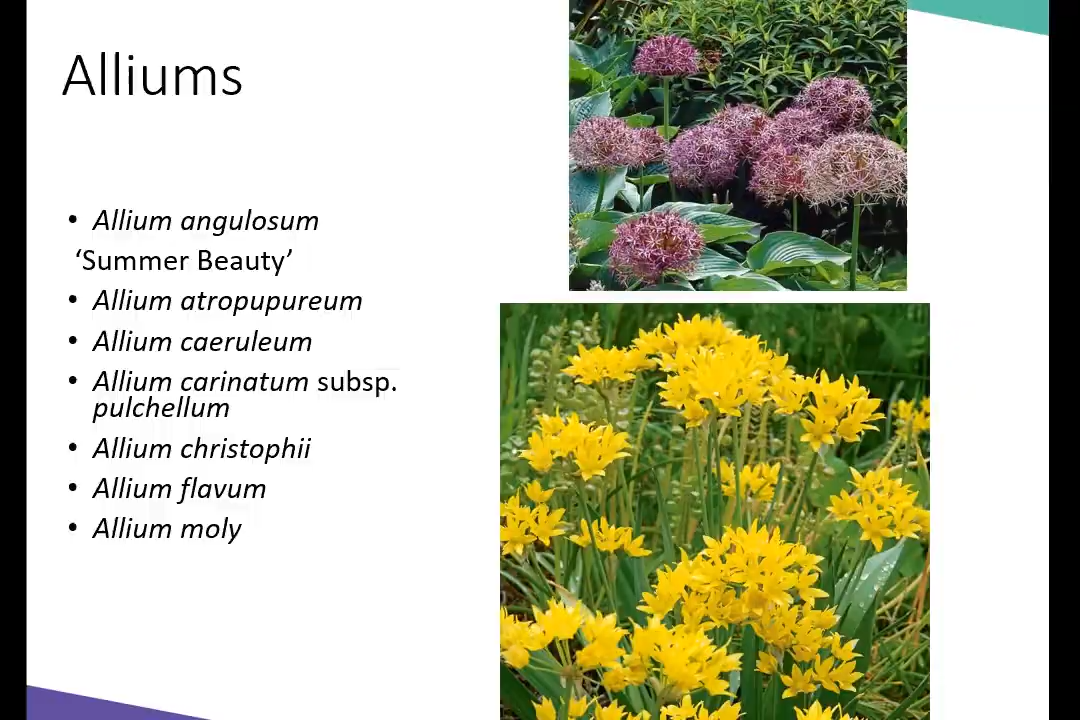 Alliums
• Allium angulosum
‘Summer Beauty’
• Allium atropupureum
• Allium caeruleum
• Allium carinatum subsp.
pulchellum
• Allium christophii
• Allium flavum
• Allium moly